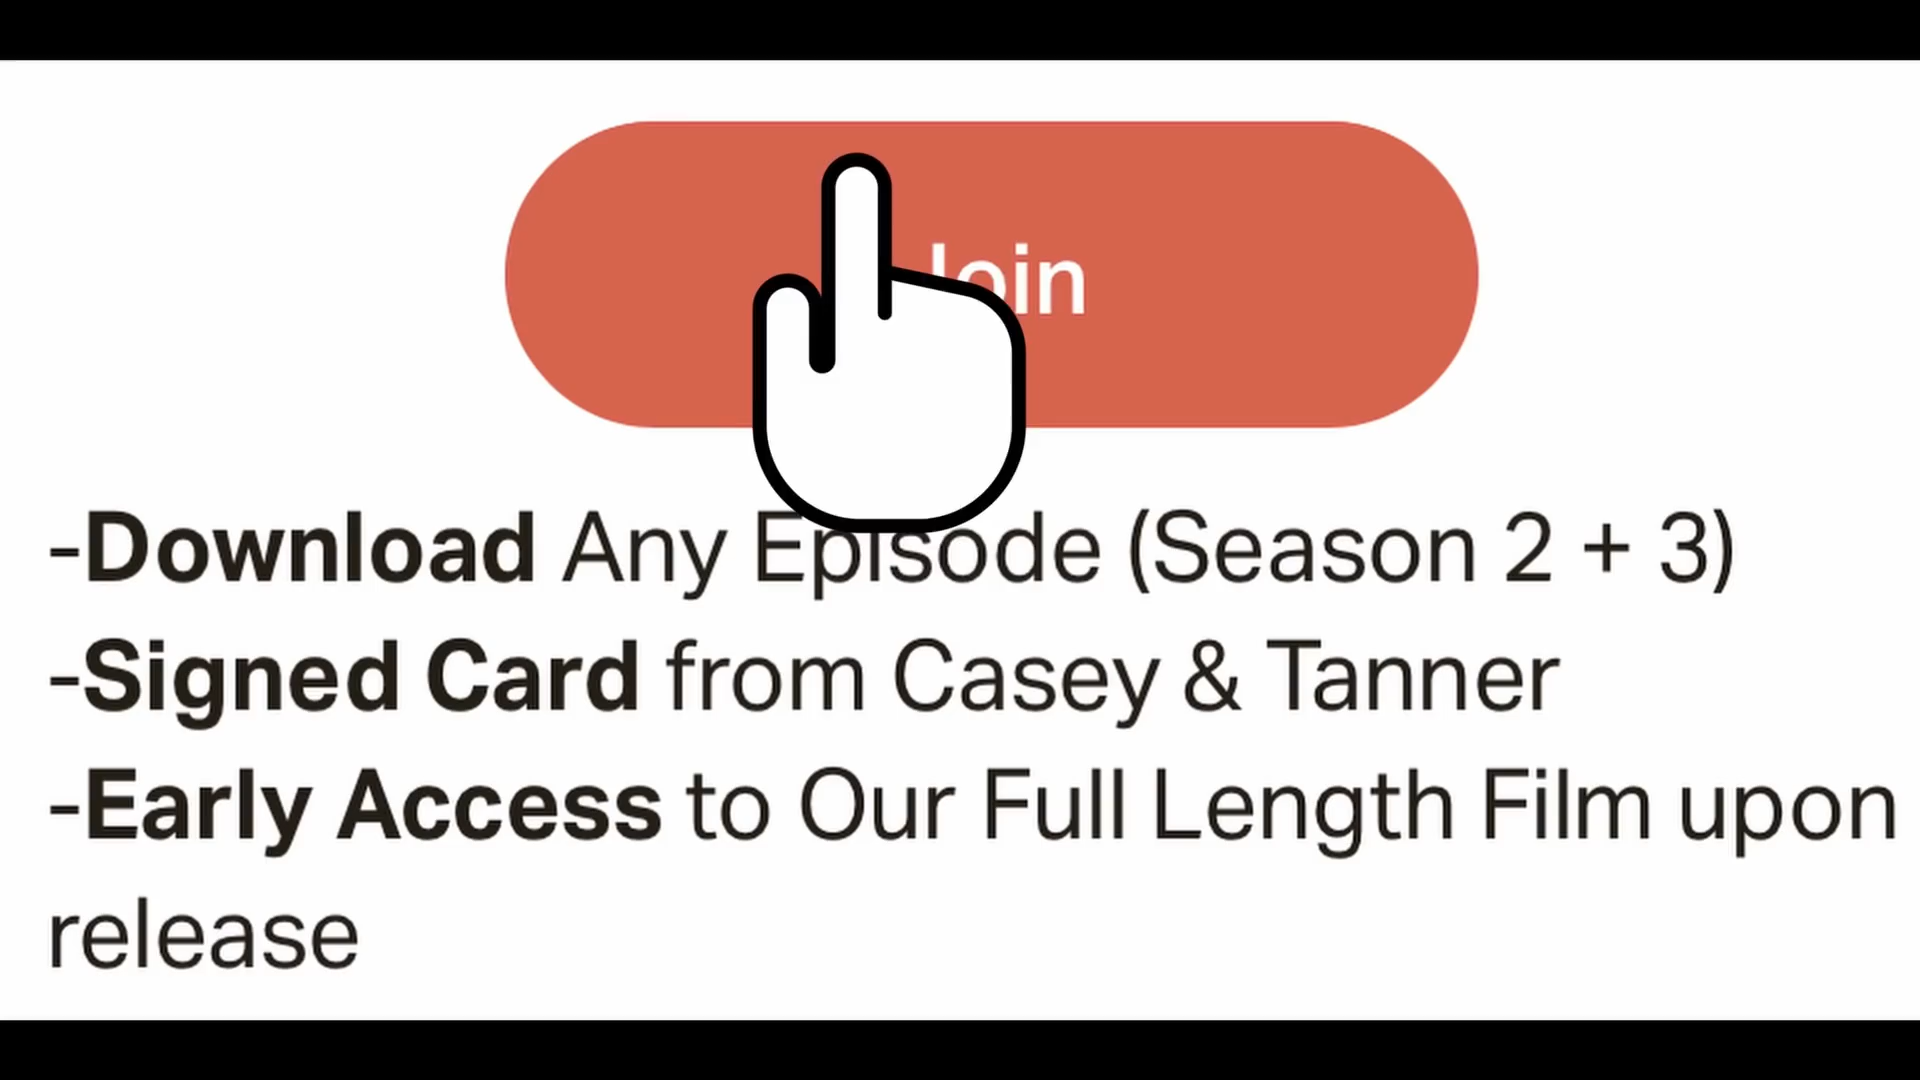 Join
-Download Any Episode (Season 2 + 3)
-Signed Card from Casey & Tanner
-Early Access to Our Full Length Film upon
release